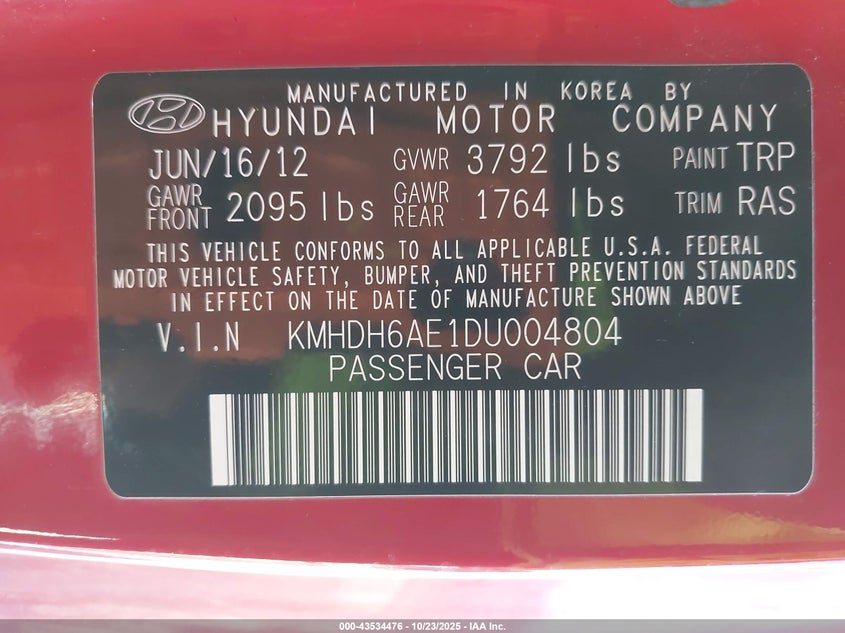 MANUFACTURED IN KOREA BY
HYUNDAI MOTOR COMPANY
JUN/16/12 GVWR 3792 lbs PAINT TRP
GAWR FRONT 2095 lbs GAWR REAR 1764 lbs TRIM RAS
THIS VEHICLE CONFORMS TO ALL APPLICABLE U.S.A. FEDERAL
MOTOR VEHICLE SAFETY, BUMPER, AND THEFT PREVENTION STANDARDS
IN EFFECT ON THE DATE OF MANUFACTURE SHOWN ABOVE
V.I.N KMHDH6AE1DU004804
PASSENGER CAR
000-43534476 - 10/23/2025 - IAA Inc.